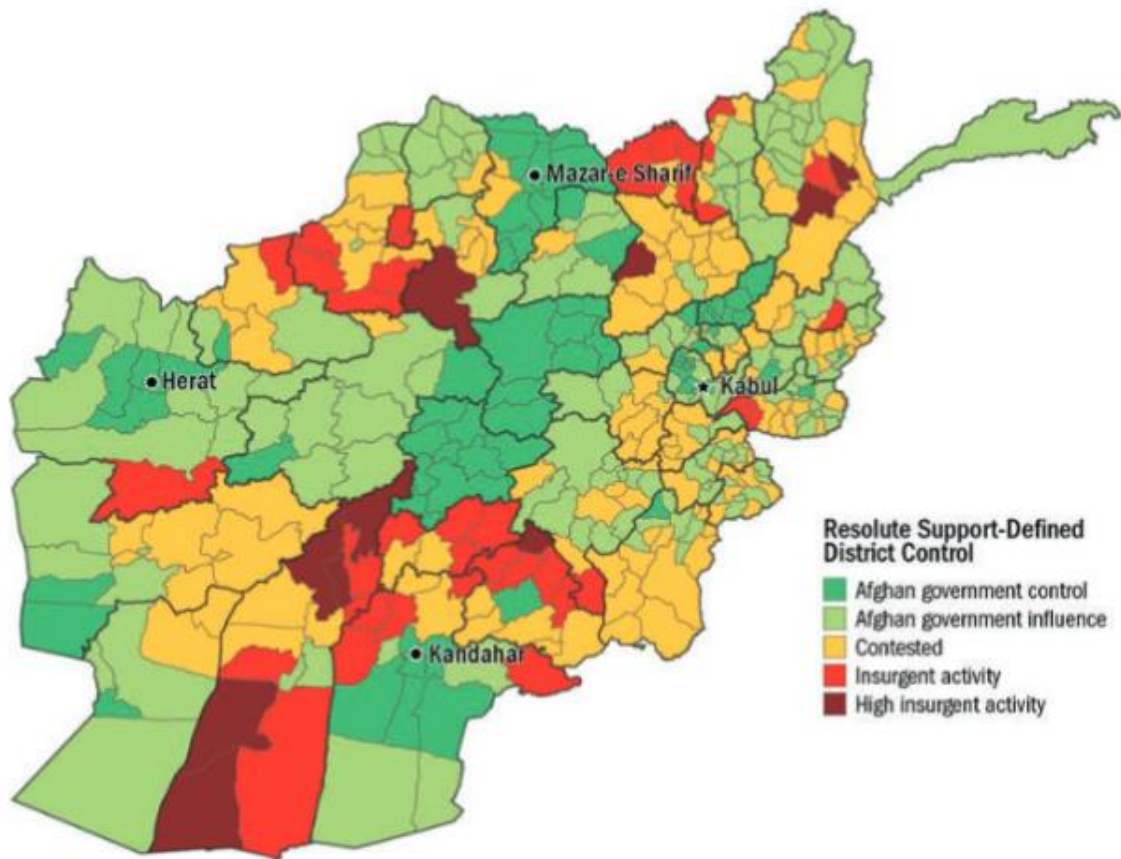 Mazar-e Sharif
Herat
Kabul
Kandahar
Resolute Support-Defined
District Control
Afghan government control
Afghan government influence
Contested
Insurgent activity
High insurgent activity